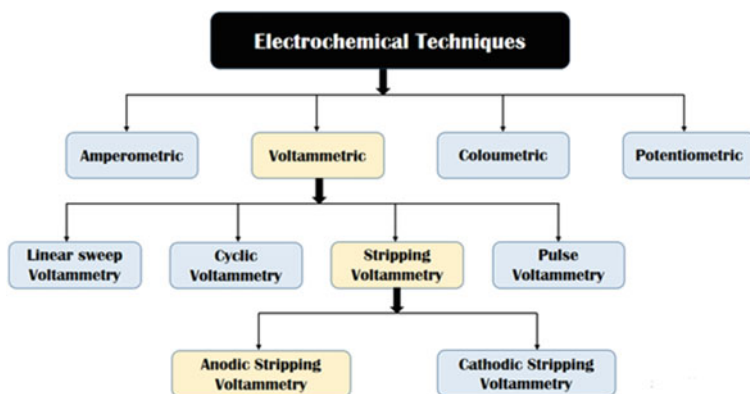 Electrochemical Techniques
Amperometric
Voltammetric
Coloumetric
Potentiometric
Linear sweep
Voltammetry
Cyclic
Voltammetry
Stripping
Voltammetry
Pulse
Voltammetry
Anodic Stripping
Voltammetry
Cathodic Stripping
Voltammetry